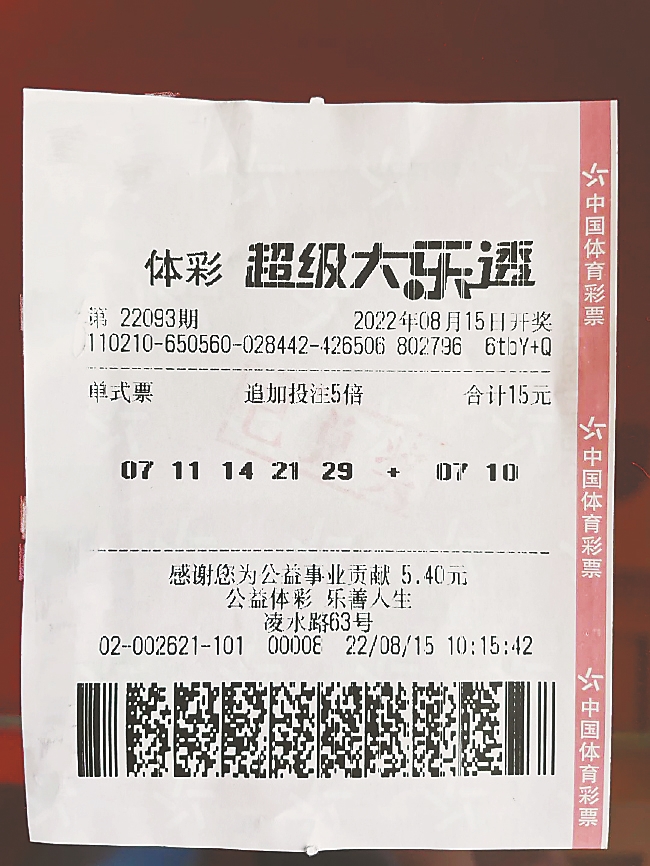 体彩 超级大乐透
第 22093期 2022年08月15日开奖
110210-650560-028442-426506 802796 6tbY+Q
单式票 追加投注5倍 合计15元
07 11 14 21 29 + 07 10
感谢您为公益事业贡献 5.40元
公益体彩 乐善人生
凌水路63号
02-002621-101 00008 22/08/15 10:15:42
中国体育彩票
中国体育彩票
中国体育彩票